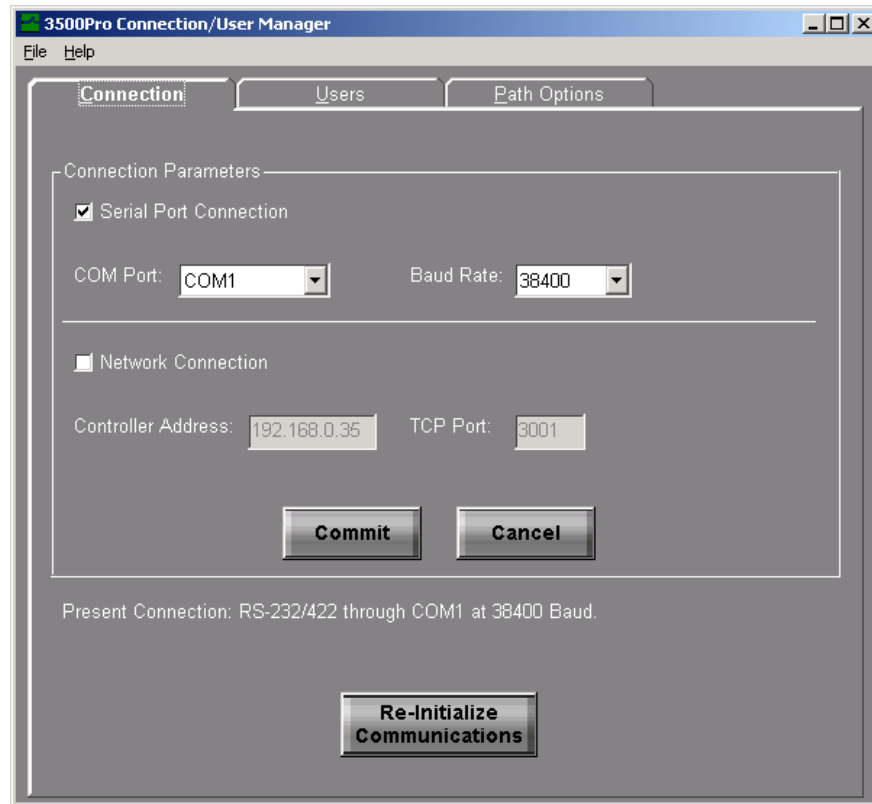 3500Pro Connection/User Manager
File Help
Connection Users Path Options
Connection Parameters
Serial Port Connection
COM Port: COM1 Baud Rate: 38400
Network Connection
Controller Address: 192.168.0.35 TCP Port: 3001
Commit Cancel
Present Connection: RS-232/422 through COM1 at 38400 Baud.
Re-Initialize
Communications